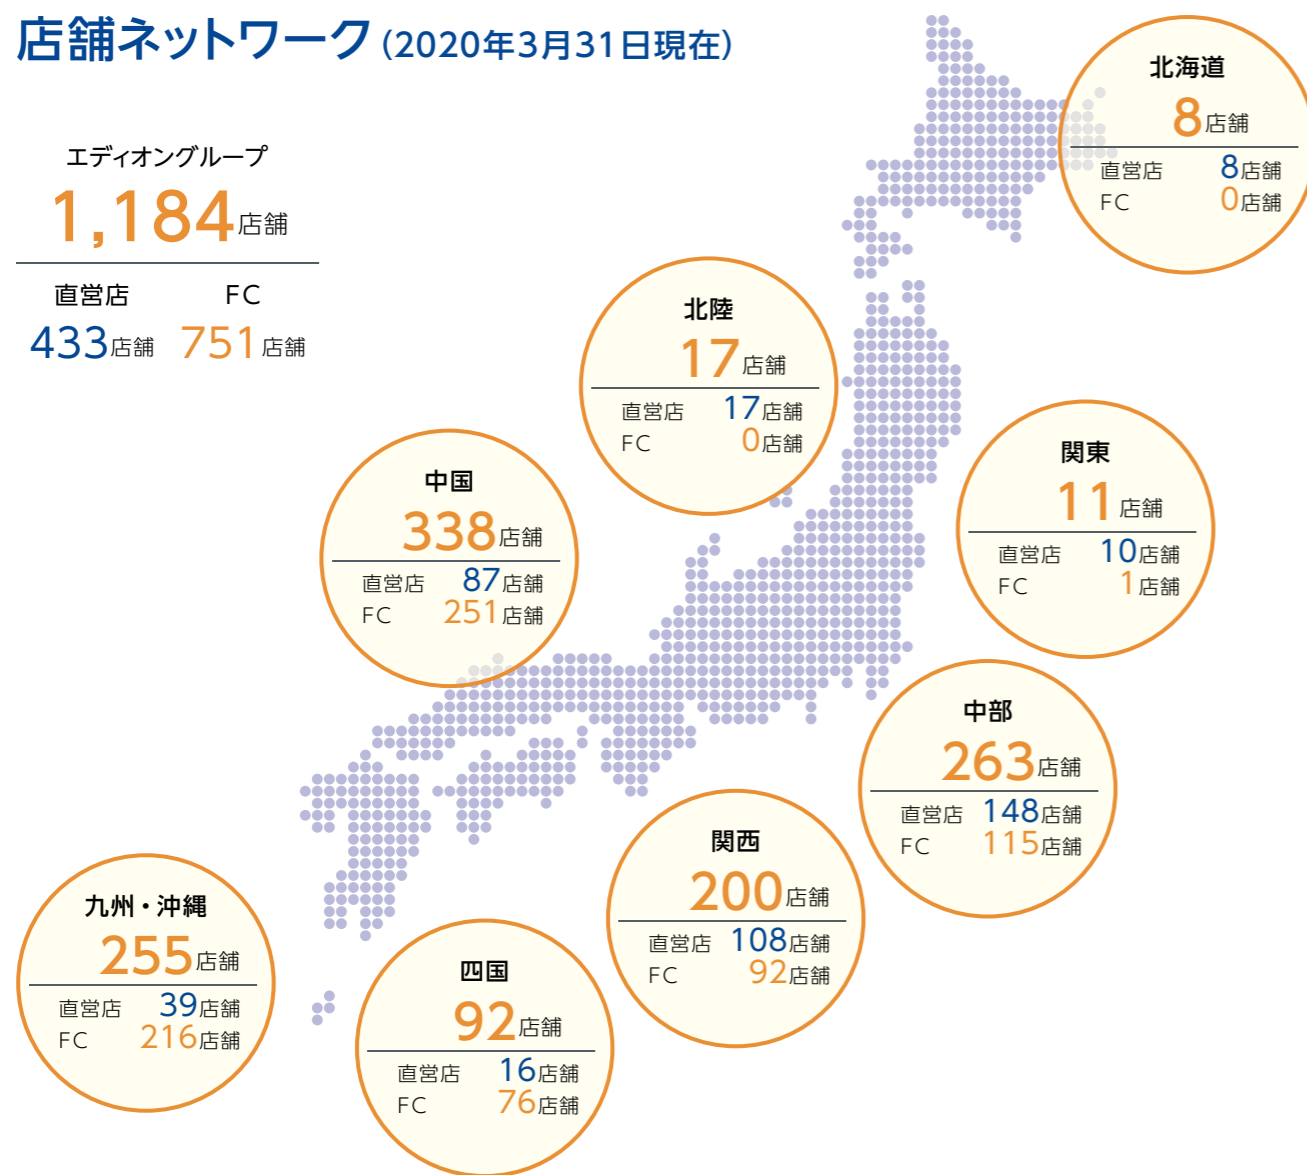 店舗ネットワーク(2020年3月31日現在)
エディオングループ
1,184店舗
直営店 FC
433店舗 751店舗
北海道
8店舗
直営店 8店舗
FC 0店舗
北陸
17店舗
直営店 17店舗
FC 0店舗
関東
11店舗
直営店 10店舗
FC 1店舗
中国
338店舗
直営店 87店舗
FC 251店舗
中部
263店舗
直営店 148店舗
FC 115店舗
関西
200店舗
直営店 108店舗
FC 92店舗
九州・沖縄
255店舗
直営店 39店舗
FC 216店舗
四国
92店舗
直営店 16店舗
FC 76店舗